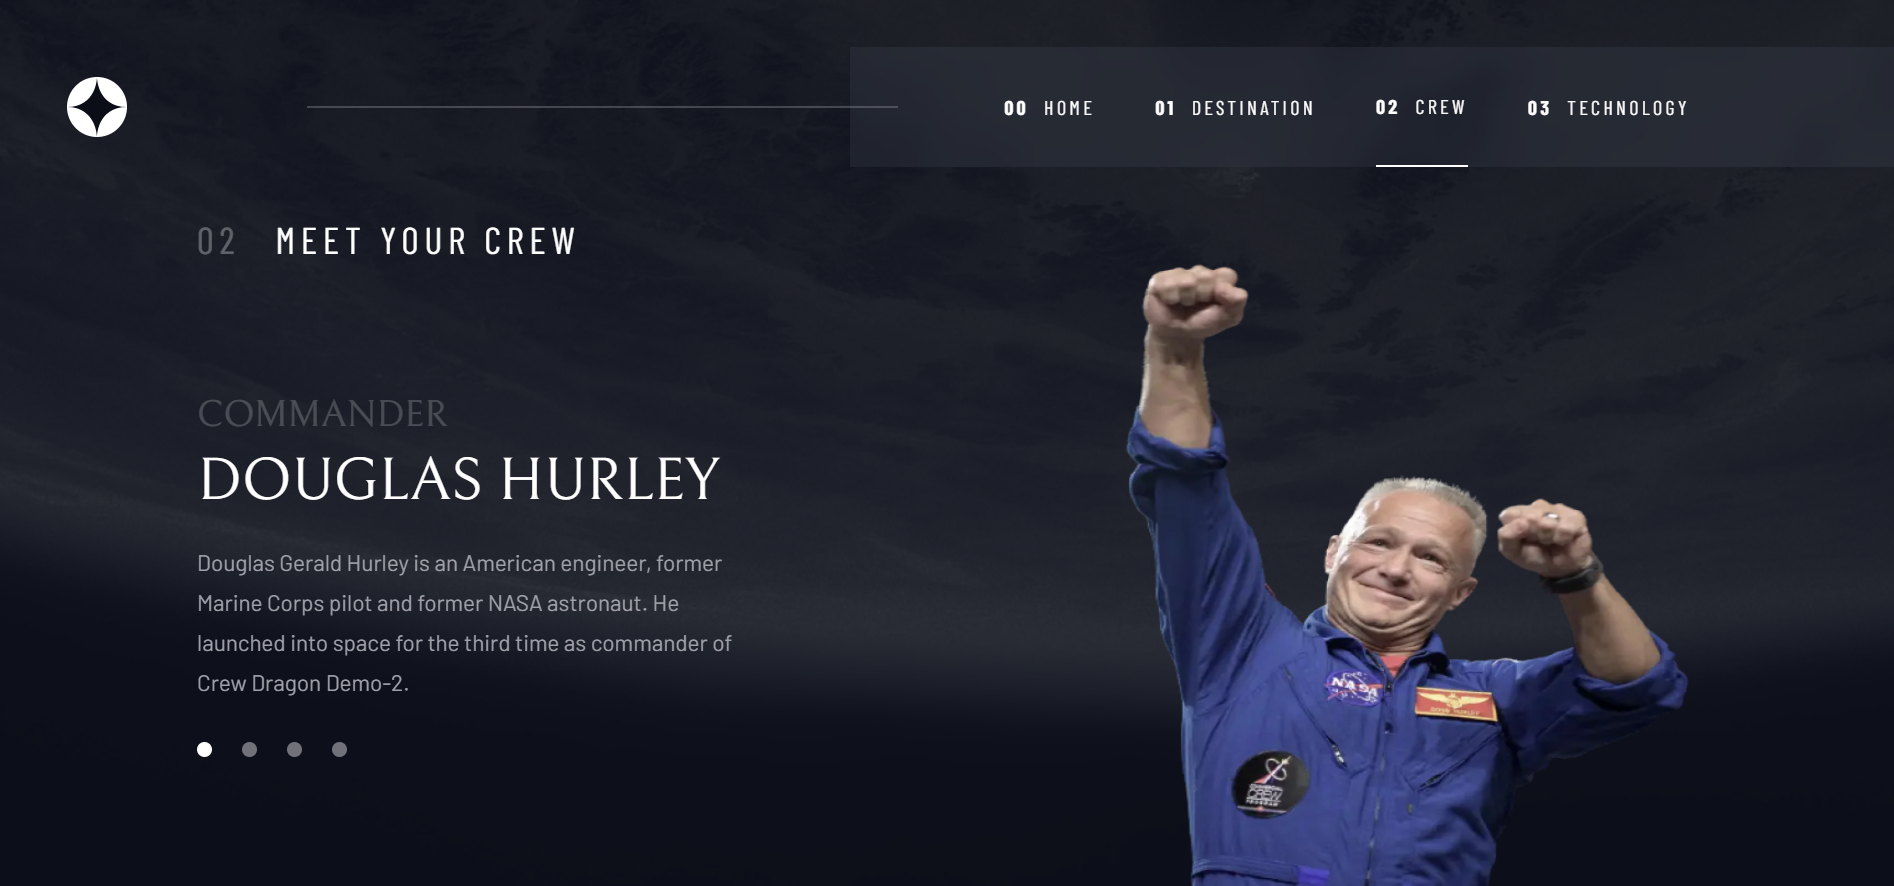 00 HOME
01 DESTINATION
02 CREW
03 TECHNOLOGY
02 MEET YOUR CREW
COMMANDER
DOUGLAS HURLEY
Douglas Gerald Hurley is an American engineer, former
Marine Corps pilot and former NASA astronaut. He
launched into space for the third time as commander of
Crew Dragon Demo-2.
NASA
CREW